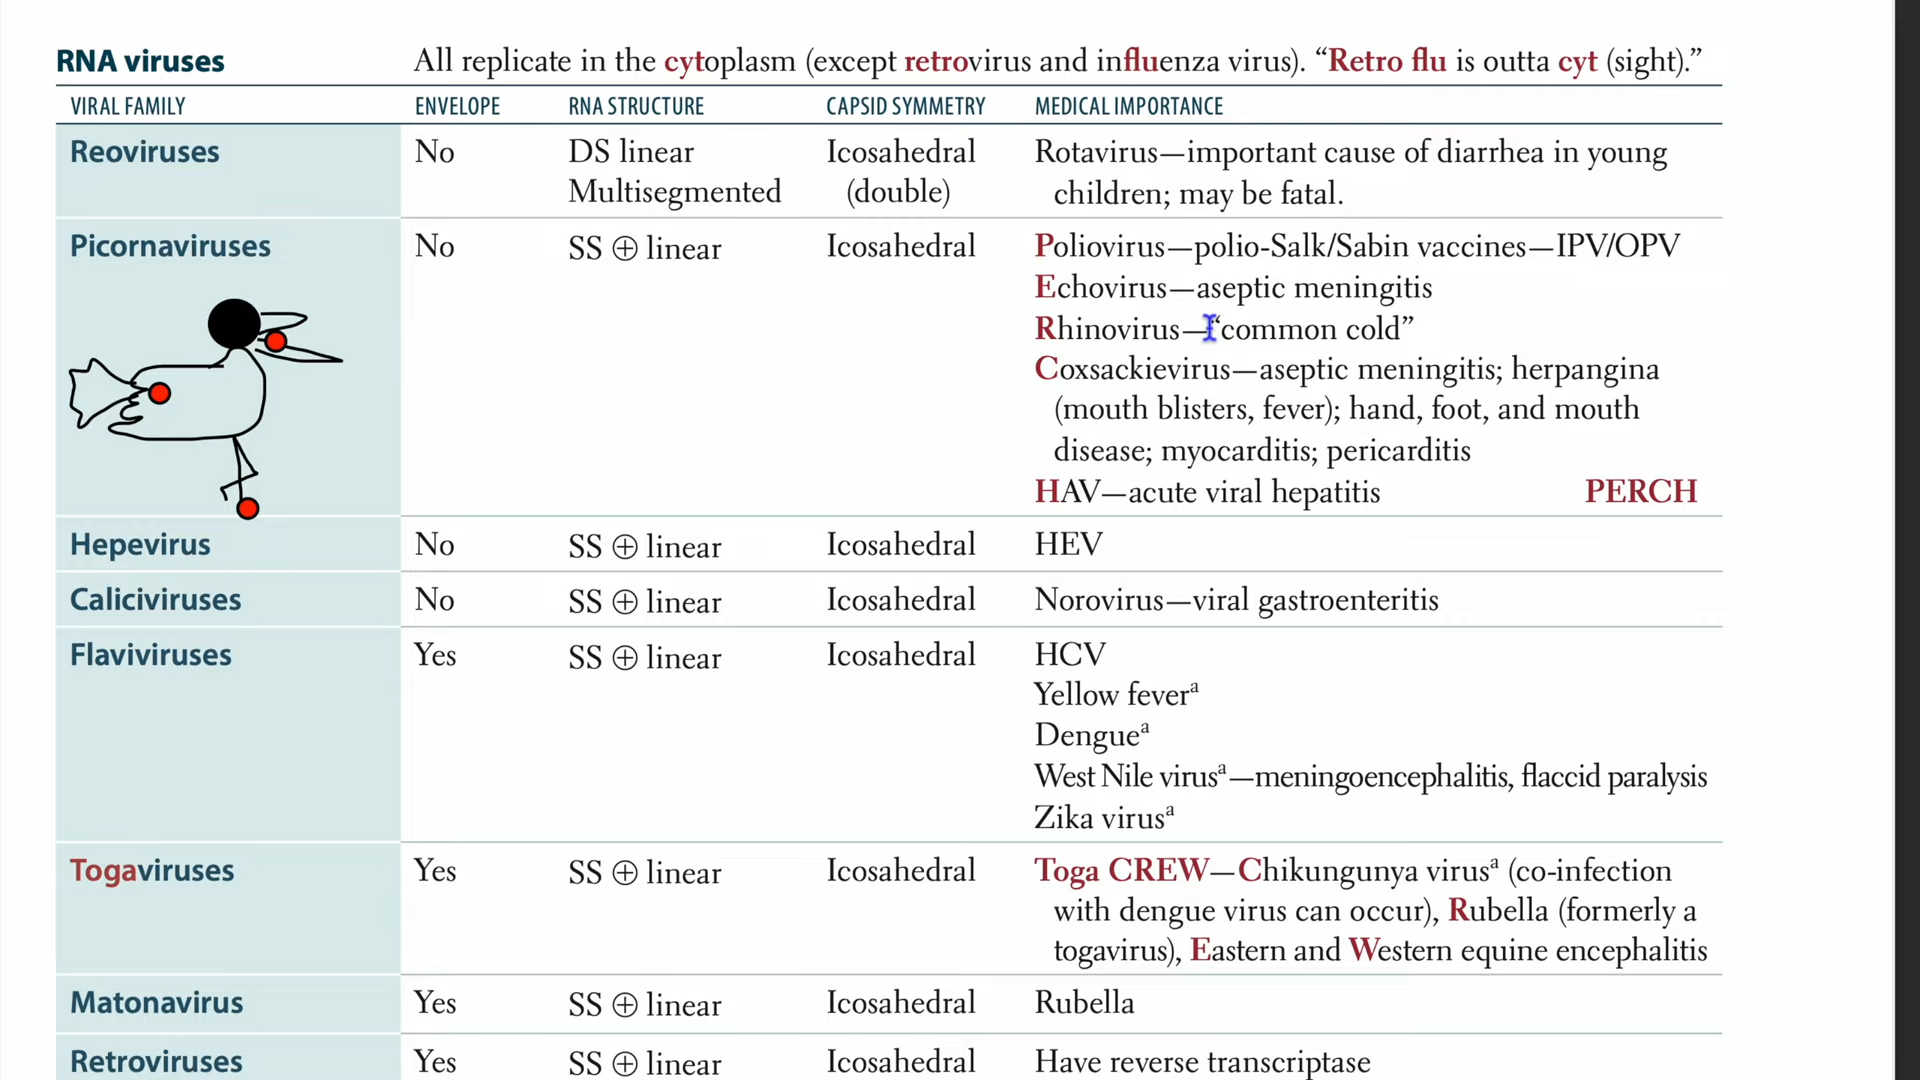 RNA viruses All replicate in the cytoplasm (except retrovirus and influenza virus). “Retro flu is outta cyt (sight).”
VIRAL FAMILY ENVELOPE RNA STRUCTURE CAPSID SYMMETRY MEDICAL IMPORTANCE
Reoviruses No DS linear Icosahedral Rotavirus—important cause of diarrhea in young
Multisegmented (double) children; may be fatal.
Picornaviruses No SS ⊕ linear Icosahedral Poliovirus—polio-Salk/Sabin vaccines—IPV/OPV
Echovirus—aseptic meningitis
Rhinovirus—“common cold”
Coxsackievirus—aseptic meningitis; herpangina
(mouth blisters, fever); hand, foot, and mouth
disease; myocarditis; pericarditis
HAV—acute viral hepatitis PERCH
Hepevirus No SS ⊕ linear Icosahedral HEV
Caliciviruses No SS ⊕ linear Icosahedral Norovirus—viral gastroenteritis
Flaviviruses Yes SS ⊕ linear Icosahedral HCV
Yellow feverᵃ
Dengueᵃ
West Nile virusᵃ—meningoencephalitis, flaccid paralysis
Zika virusᵃ
Togaviruses Yes SS ⊕ linear Icosahedral Toga CREW—Chikungunya virusᵃ (co-infection
with dengue virus can occur), Rubella (formerly a
togavirus), Eastern and Western equine encephalitis
Matonavirus Yes SS ⊕ linear Icosahedral Rubella
Retroviruses Yes SS ⊕ linear Icosahedral Have reverse transcriptase